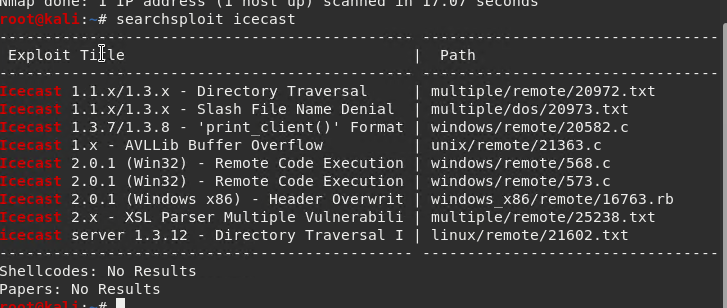 Nmap done: 1 IP address (1 host up) scanned in 17.07 seconds
root@kali:~# searchsploit icecast
---------------------------------------------- ---------------------------------
 Exploit Title | Path
---------------------------------------------- ---------------------------------
Icecast 1.1.x/1.3.x - Directory Traversal | multiple/remote/20972.txt
Icecast 1.1.x/1.3.x - Slash File Name Denial | multiple/dos/20973.txt
Icecast 1.3.7/1.3.8 - 'print_client()' Format | windows/remote/20582.c
Icecast 1.x - AVLLib Buffer Overflow | unix/remote/21363.c
Icecast 2.0.1 (Win32) - Remote Code Execution | windows/remote/568.c
Icecast 2.0.1 (Win32) - Remote Code Execution | windows/remote/573.c
Icecast 2.0.1 (Windows x86) - Header Overwrit | windows_x86/remote/16763.rb
Icecast 2.x - XSL Parser Multiple Vulnerabili | multiple/remote/25238.txt
icecast server 1.3.12 - Directory Traversal I | linux/remote/21602.txt
---------------------------------------------- ---------------------------------
Shellcodes: No Results
Papers: No Results
root@kali:~#